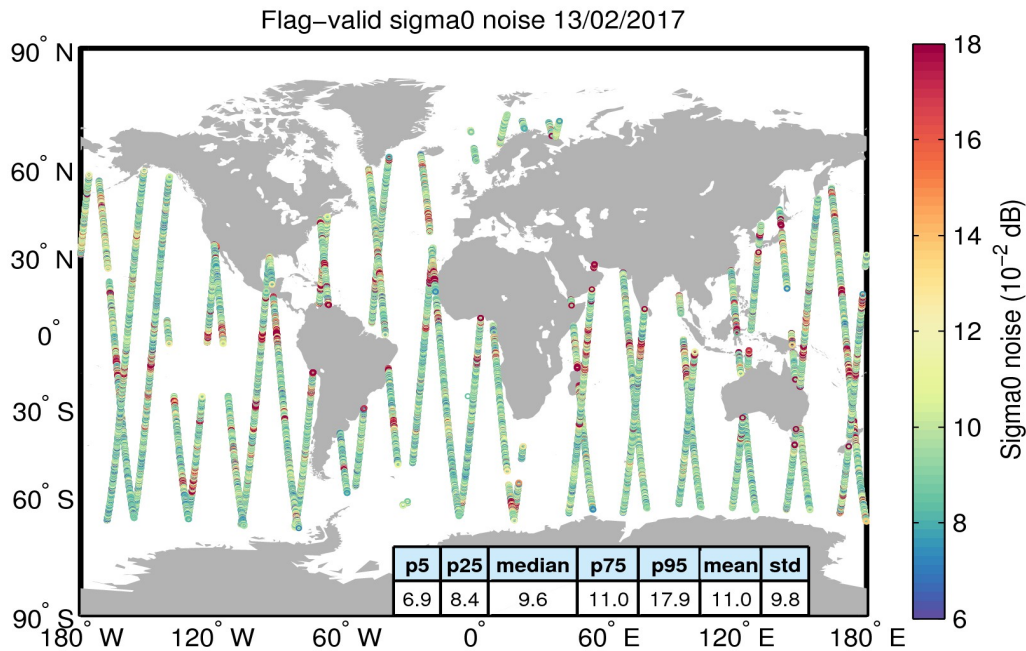 Flag−valid sigma0 noise 13/02/2017
90° N
60° N
30° N
0°
30° S
60° S
90° S
180° W
120° W
60° W
0°
60° E
120° E
180° E
p5 p25 median p75 p95 mean std
6.9 8.4 9.6 11.0 17.9 11.0 9.8
18
16
14
12
10
8
6
Sigma0 noise (10⁻² dB)